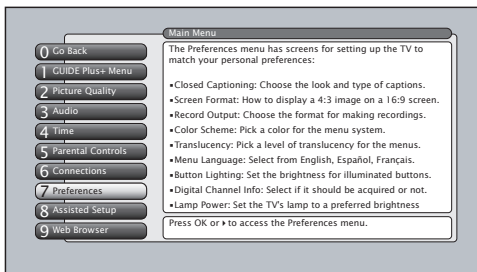 Main Menu
0 Go Back
1 GUIDE Plus+ Menu
2 Picture Quality
3 Audio
4 Time
5 Parental Controls
6 Connections
7 Preferences
8 Assisted Setup
9 Web Browser
The Preferences menu has screens for setting up the TV to
match your personal preferences:
▪Closed Captioning: Choose the look and type of captions.
▪Screen Format: How to display a 4:3 image on a 16:9 screen.
▪Record Output: Choose the format for making recordings.
▪Color Scheme: Pick a color for the menu system.
▪Translucency: Pick a level of translucency for the menus.
▪Menu Language: Select from English, Español, Français.
▪Button Lighting: Set the brightness for illuminated buttons.
▪Digital Channel Info: Select if it should be acquired or not.
▪Lamp Power: Set the TV's lamp to a preferred brightness
Press OK or ▸ to access the Preferences menu.